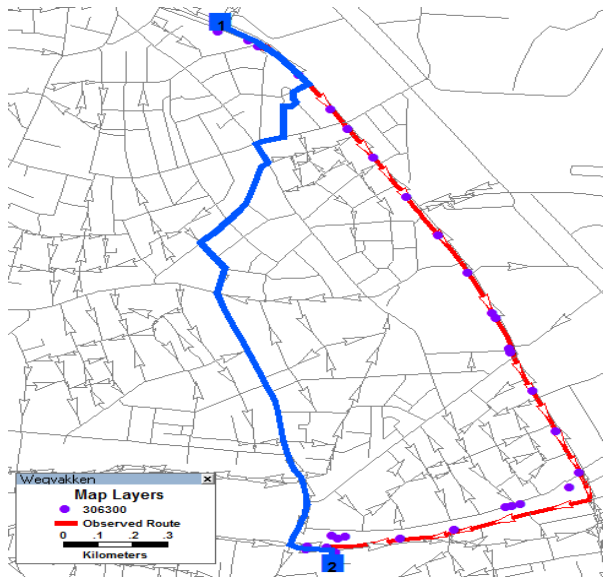 1
Wegvakken
Map Layers
306300
Observed Route
0 .1 .2 .3
Kilometers
2